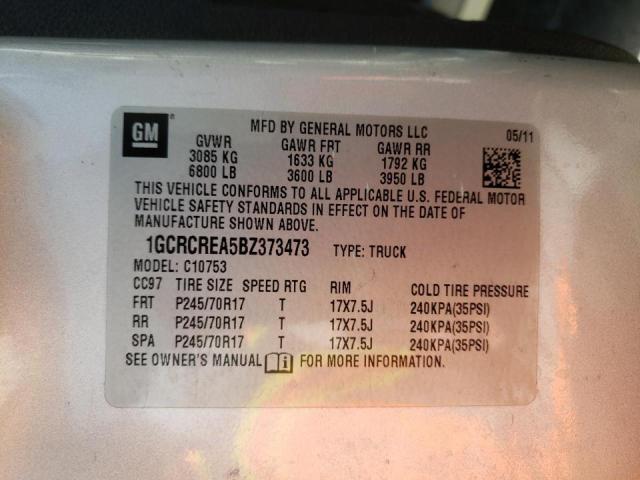 GM
MFD BY GENERAL MOTORS LLC 05/11
GVWR GAWR FRT GAWR RR
3085 KG 1633 KG 1792 KG
6800 LB 3600 LB 3950 LB
THIS VEHICLE CONFORMS TO ALL APPLICABLE U.S. FEDERAL MOTOR
VEHICLE SAFETY STANDARDS IN EFFECT ON THE DATE OF
MANUFACTURE SHOWN ABOVE.
1GCRCREA5BZ373473 TYPE: TRUCK
MODEL: C10753
CC97 TIRE SIZE SPEED RTG RIM COLD TIRE PRESSURE
FRT P245/70R17 T 17X7.5J 240KPA(35PSI)
RR P245/70R17 T 17X7.5J 240KPA(35PSI)
SPA P245/70R17 T 17X7.5J 240KPA(35PSI)
SEE OWNER'S MANUAL FOR MORE INFORMATION.